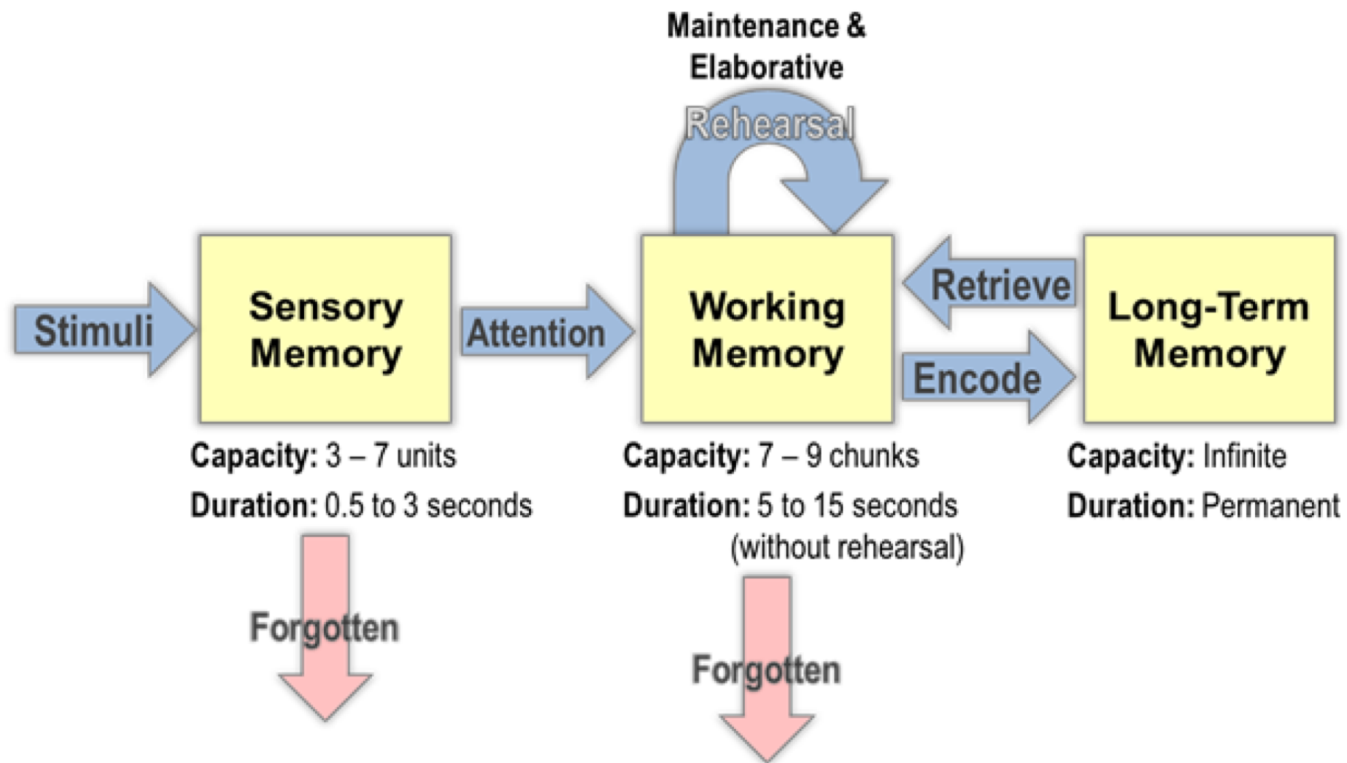 Maintenance &
Elaborative
Rehearsal
Stimuli
Sensory
Memory
Attention
Working
Memory
Retrieve
Encode
Long-Term
Memory
Capacity: 3 – 7 units
Duration: 0.5 to 3 seconds
Capacity: 7 – 9 chunks
Duration: 5 to 15 seconds
(without rehearsal)
Capacity: Infinite
Duration: Permanent
Forgotten
Forgotten